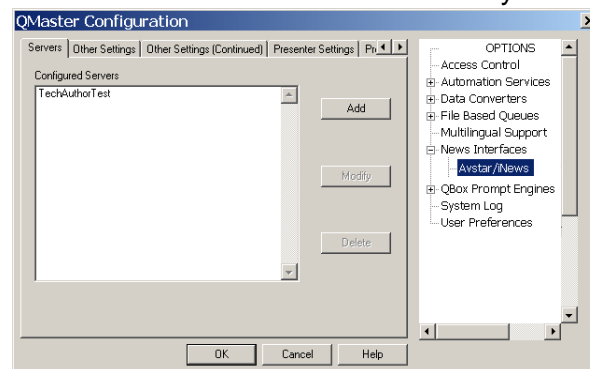 QMaster Configuration
Servers Other Settings Other Settings (Continued) Presenter Settings
Configured Servers
TechAuthorTest
Add
Modify
Delete
OK Cancel Help
OPTIONS
Access Control
Automation Services
Data Converters
File Based Queues
Multilingual Support
News Interfaces
Avstar/iNews
QBox Prompt Engines
System Log
User Preferences